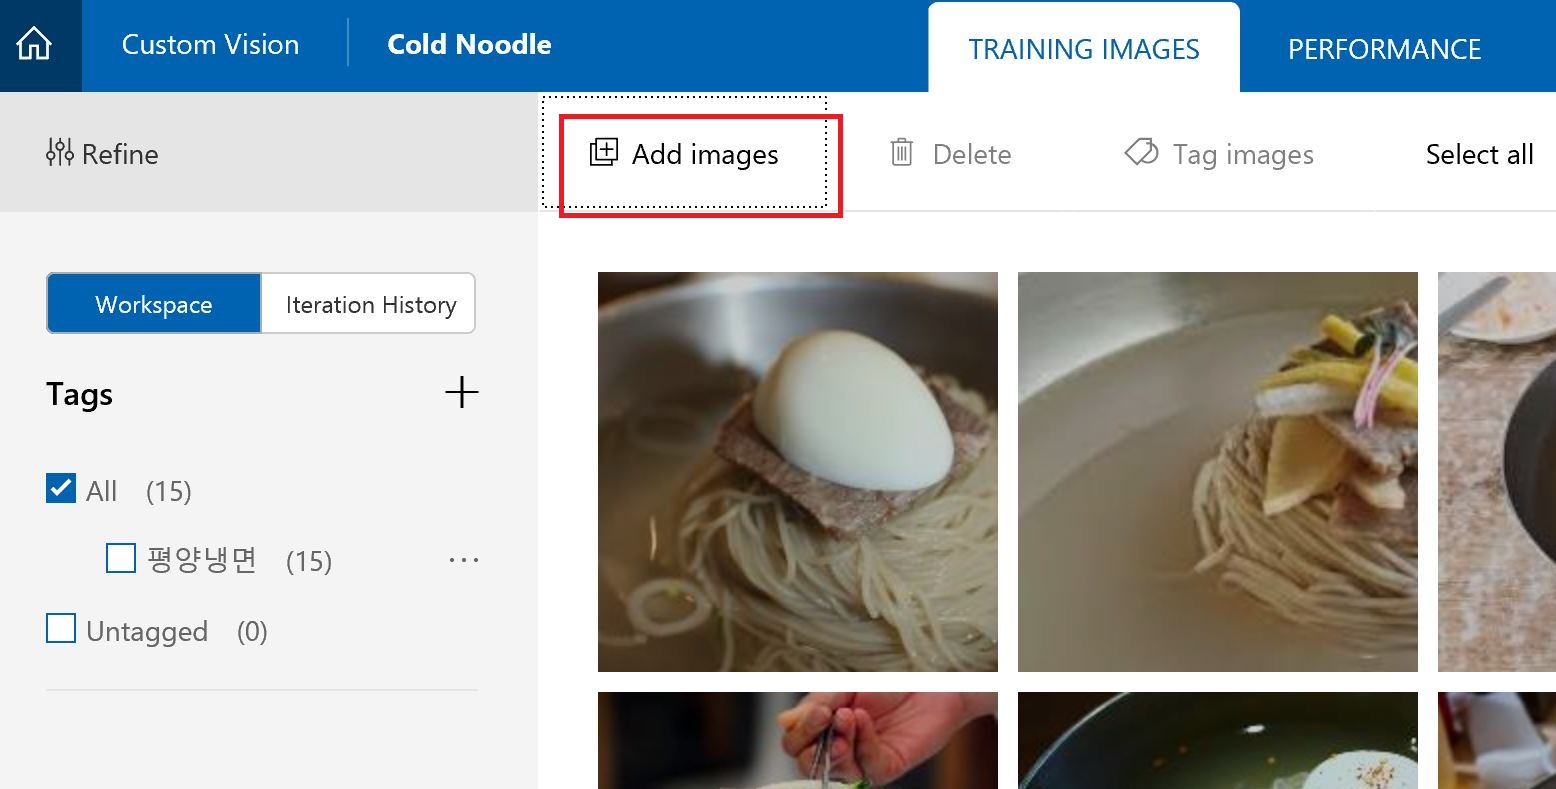 Custom Vision
Cold Noodle
TRAINING IMAGES
PERFORMANCE
Refine
Add images
Delete
Tag images
Select all
Workspace
Iteration History
Tags
All (15)
평양냉면 (15)
Untagged (0)